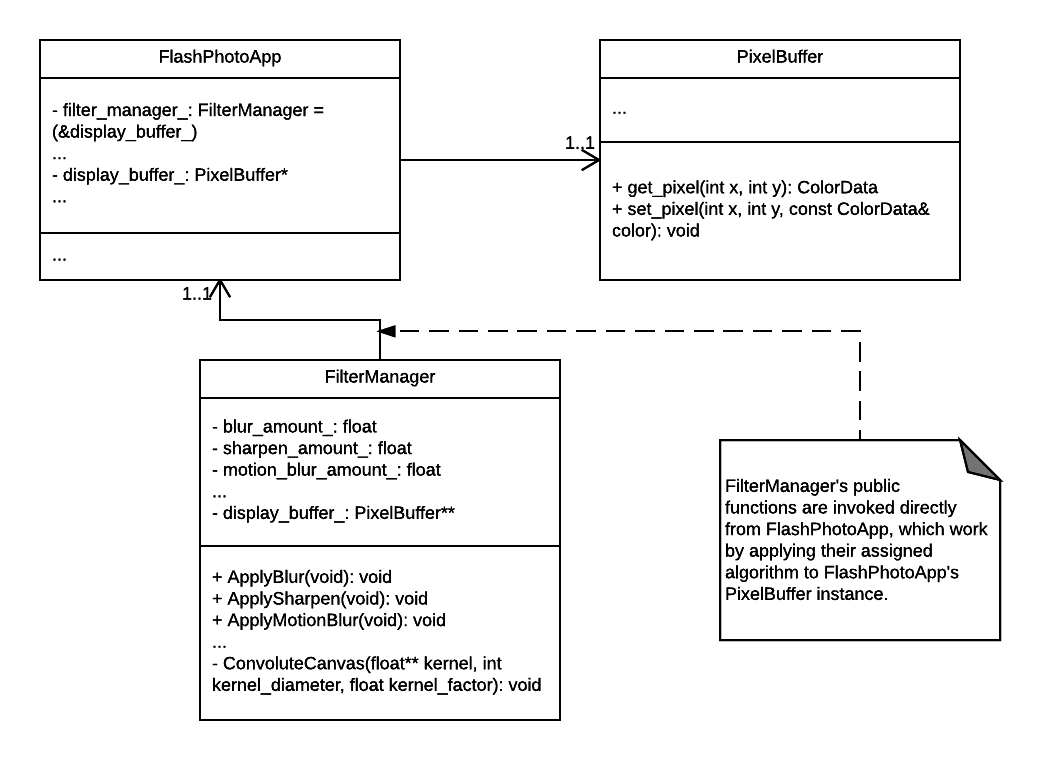 FlashPhotoApp
- filter_manager_: FilterManager =
(&display_buffer_)
...
- display_buffer_: PixelBuffer*
...
...
PixelBuffer
...
+ get_pixel(int x, int y): ColorData
+ set_pixel(int x, int y, const ColorData&
color): void
1..1
1..1
FilterManager
- blur_amount_: float
- sharpen_amount_: float
- motion_blur_amount_: float
...
- display_buffer_: PixelBuffer**
+ ApplyBlur(void): void
+ ApplySharpen(void): void
+ ApplyMotionBlur(void): void
...
- ConvoluteCanvas(float** kernel, int
kernel_diameter, float kernel_factor): void
FilterManager's public
functions are invoked directly
from FlashPhotoApp, which work
by applying their assigned
algorithm to FlashPhotoApp's
PixelBuffer instance.